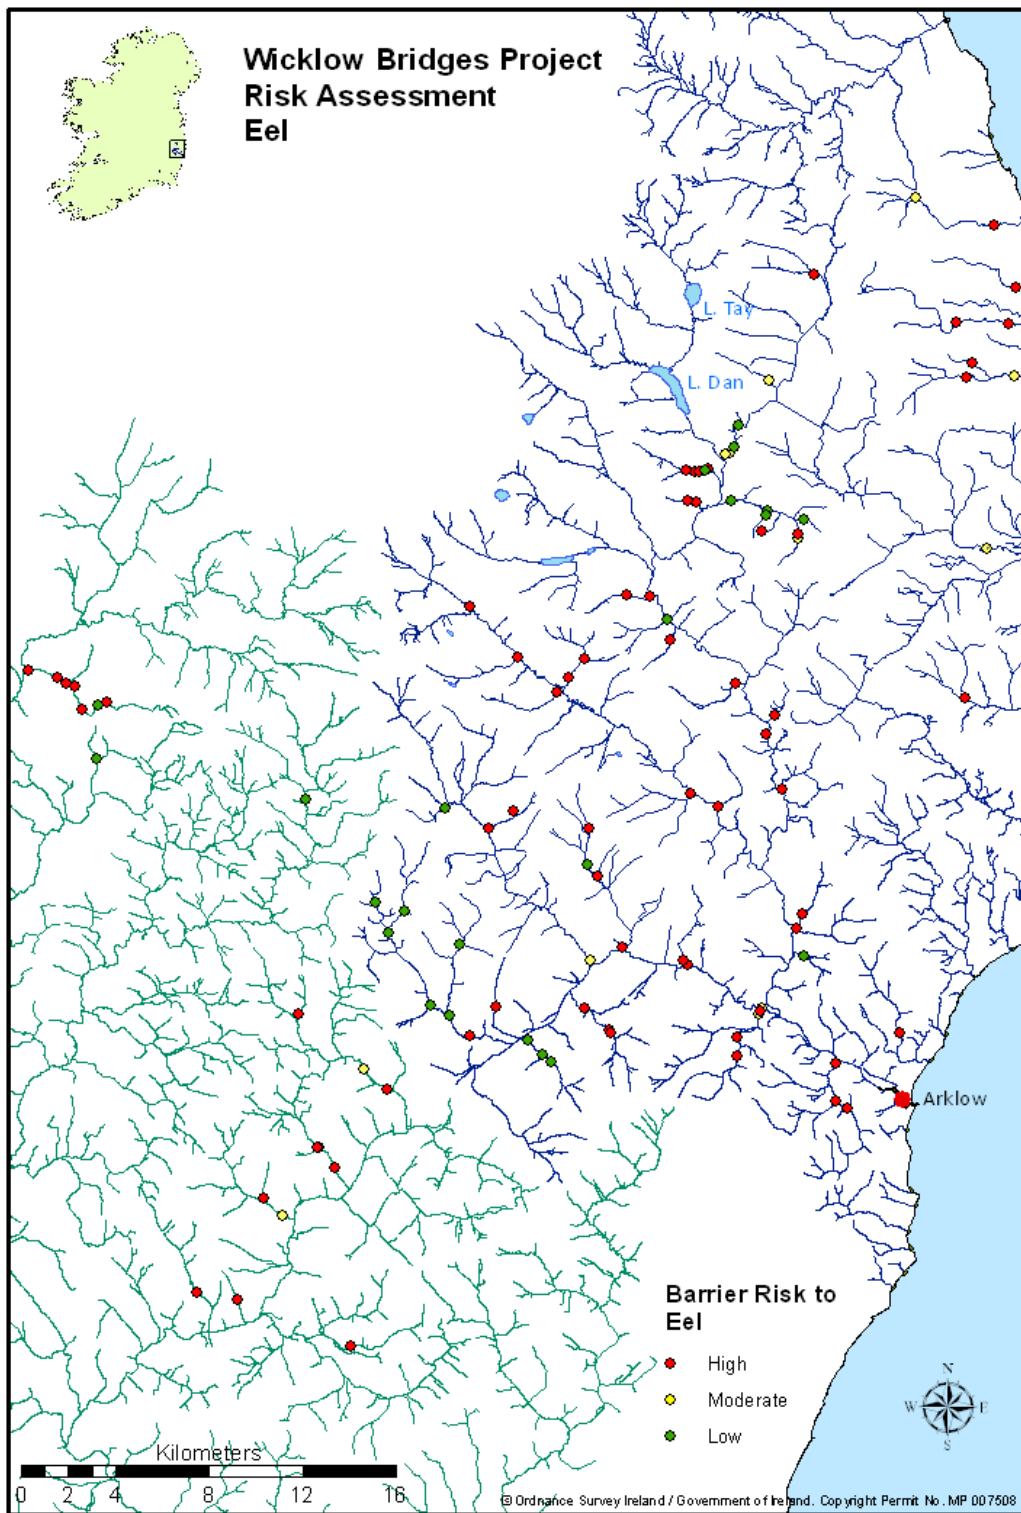 Wicklow Bridges Project
Risk Assessment
Eel
L. Tay
L. Dan
Arklow
Barrier Risk to
Eel
High
Moderate
Low
N
W E
S
Kilometers
0 2 4 8 12 16
© Ordnance Survey Ireland / Government of Ireland. Copyright Permit No. MP 007508